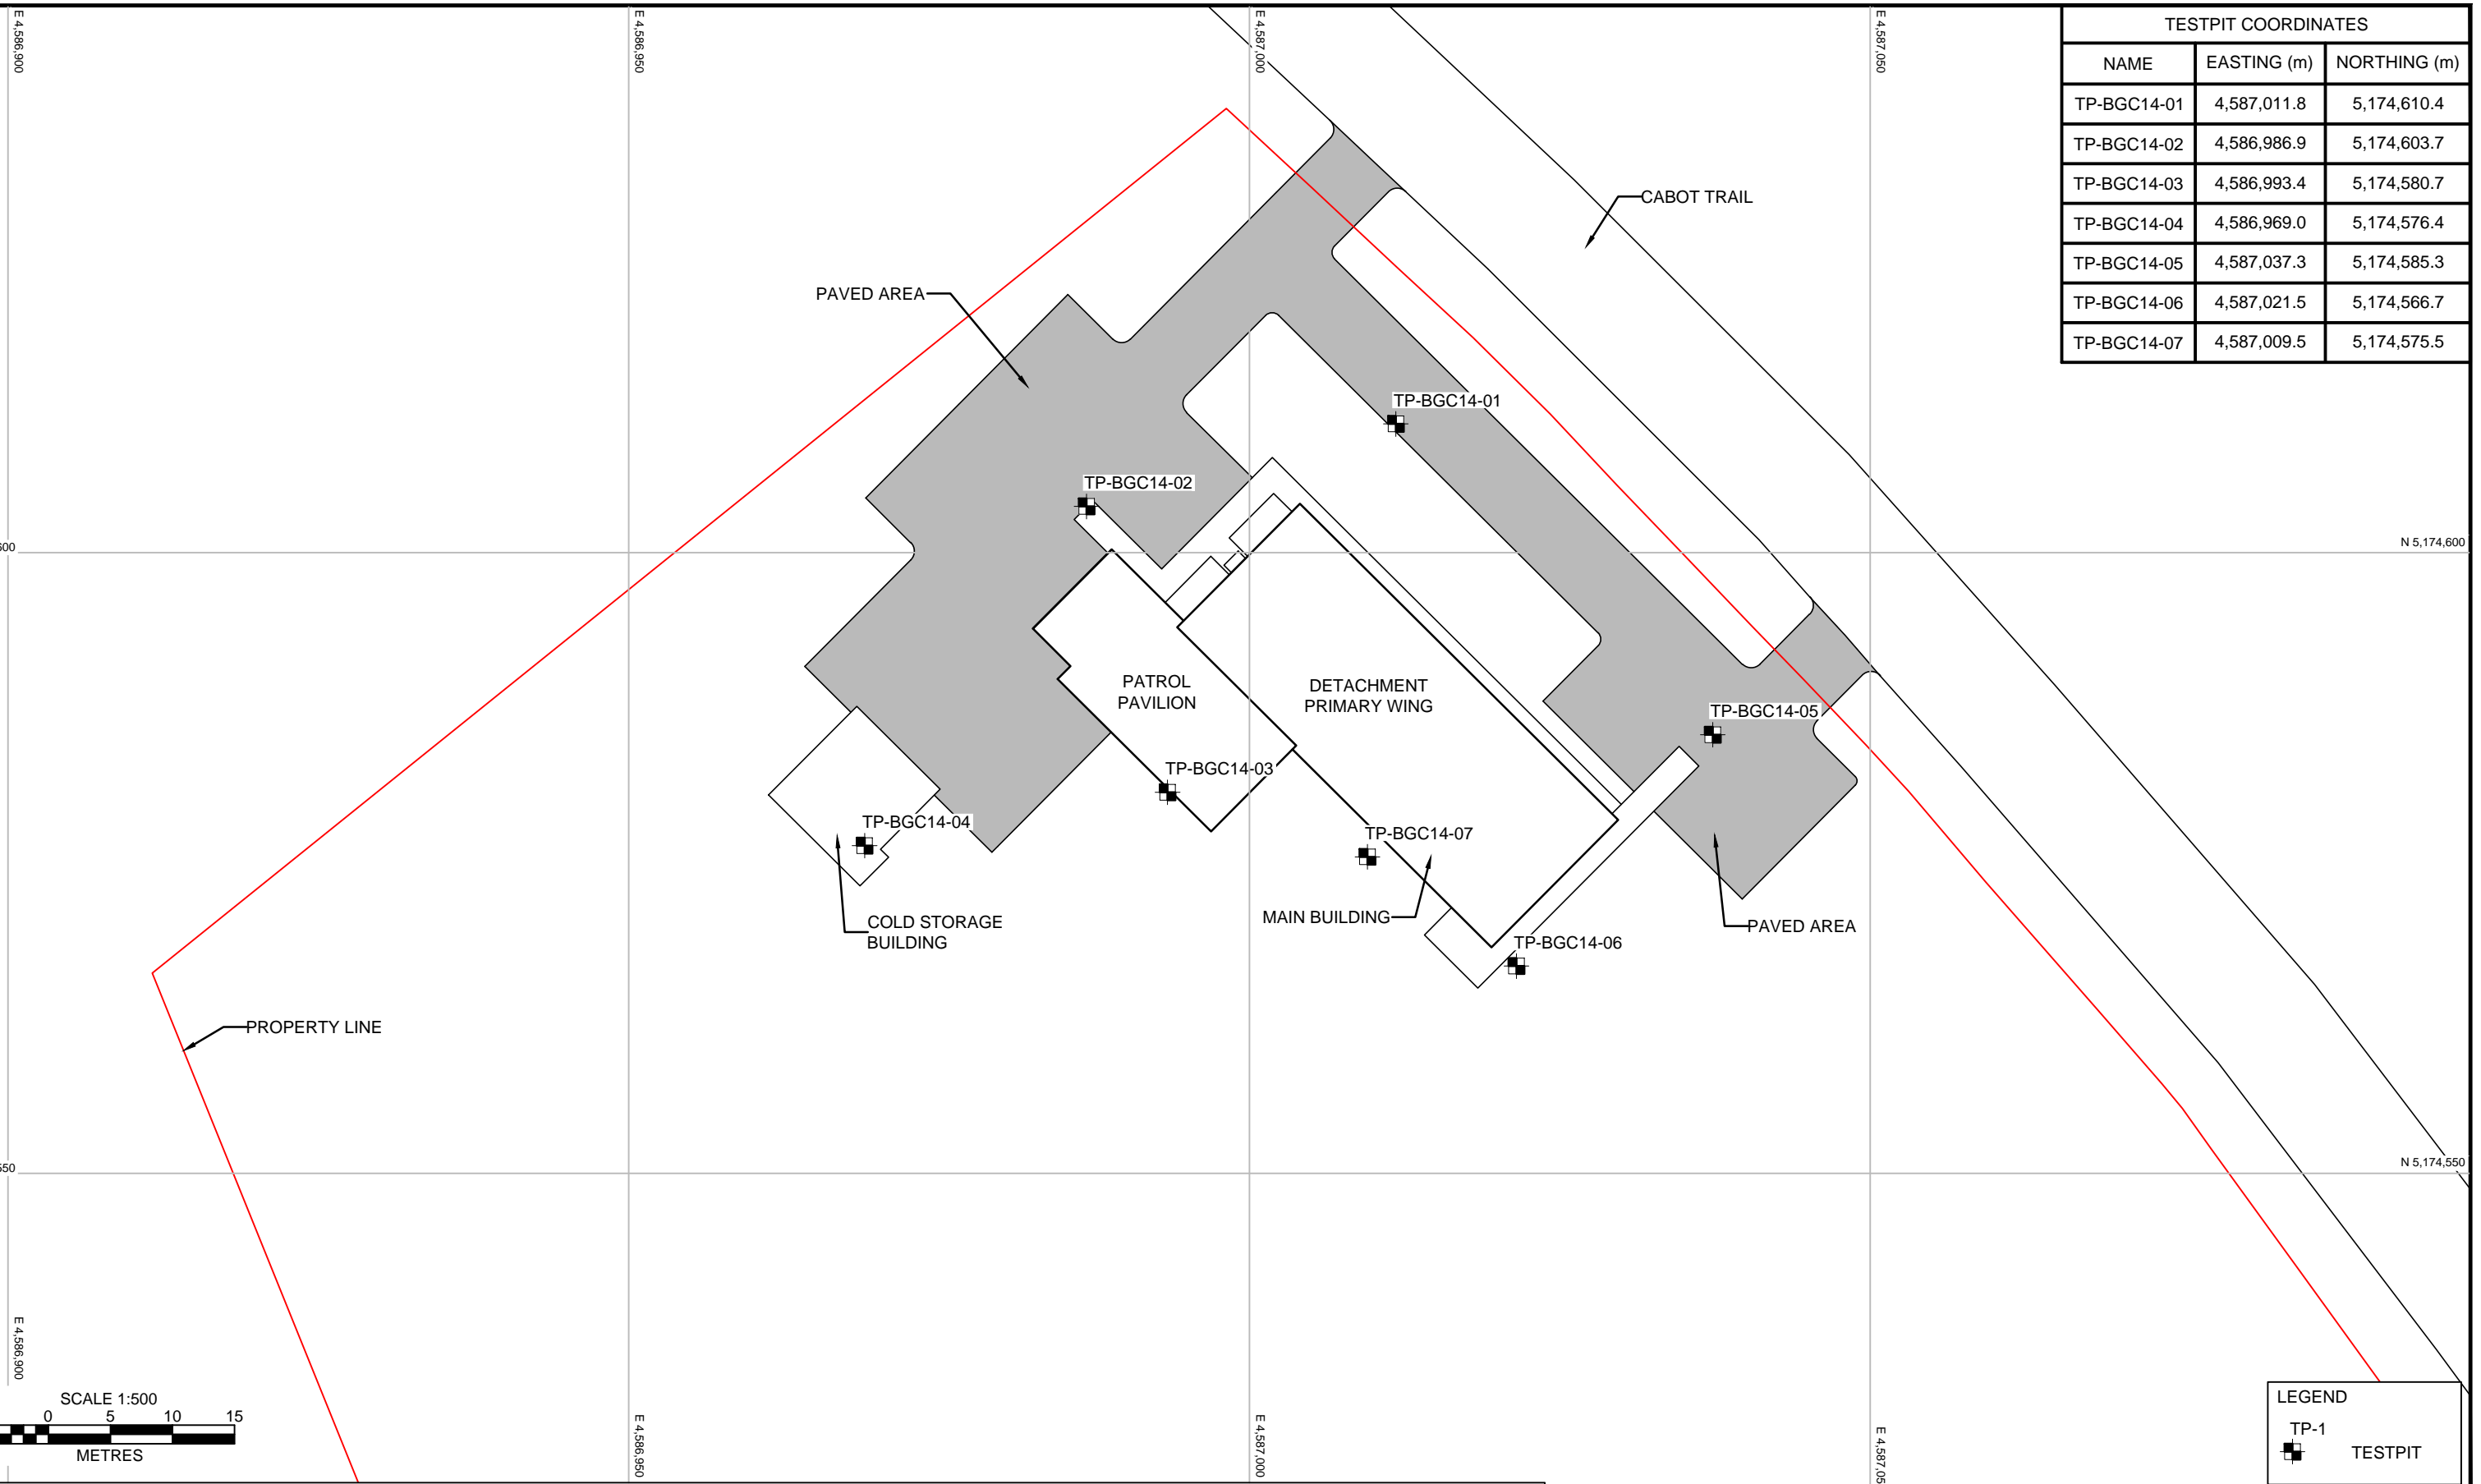 E 4,586,900
E 4,586,950
E 4,587,000
E 4,587,050
TESTPIT COORDINATES
NAME EASTING (m) NORTHING (m)
TP-BGC14-01 4,587,011.8 5,174,610.4
TP-BGC14-02 4,586,986.9 5,174,603.7
TP-BGC14-03 4,586,993.4 5,174,580.7
TP-BGC14-04 4,586,969.0 5,174,576.4
TP-BGC14-05 4,587,037.3 5,174,585.3
TP-BGC14-06 4,587,021.5 5,174,566.7
TP-BGC14-07 4,587,009.5 5,174,575.5
CABOT TRAIL
PAVED AREA
TP-BGC14-01
TP-BGC14-02
600
N 5,174,600
PATROL
PAVILION
DETACHMENT
PRIMARY WING
TP-BGC14-05
TP-BGC14-03
TP-BGC14-04
TP-BGC14-07
COLD STORAGE
BUILDING
MAIN BUILDING
PAVED AREA
TP-BGC14-06
PROPERTY LINE
550
N 5,174,550
E 4,586,900
E 4,586,950
E 4,587,000
E 4,587,05
SCALE 1:500
0 5 10 15
METRES
LEGEND
TP-1
TESTPIT